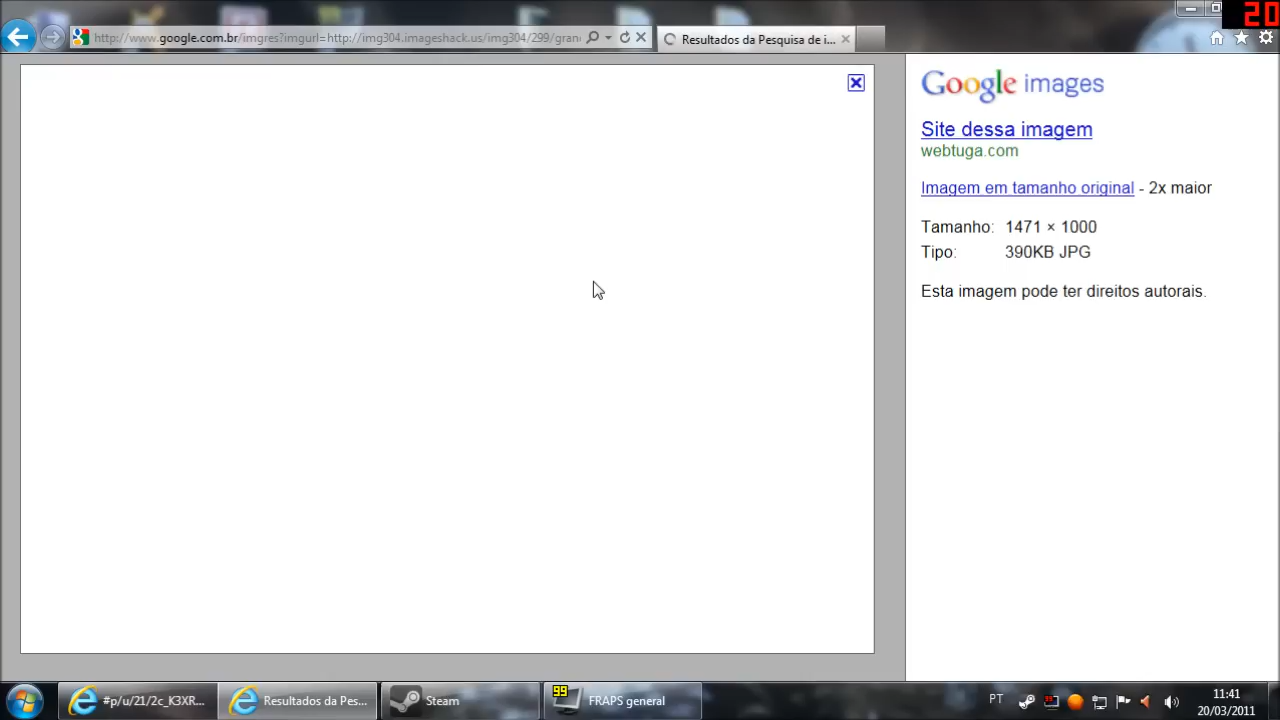 20
http://www.google.com.br/imgres?imgurl=http://img304.imageshack.us/img304/299/gran
Resultados da Pesquisa de i...
Google images
Site dessa imagem
webtuga.com
Imagem em tamanho original - 2x maior
Tamanho: 1471 × 1000
Tipo: 390KB JPG
Esta imagem pode ter direitos autorais.
#p/u/21/2c_K3XR...
Resultados da Pes...
Steam
99
FRAPS general
PT
11:41
20/03/2011